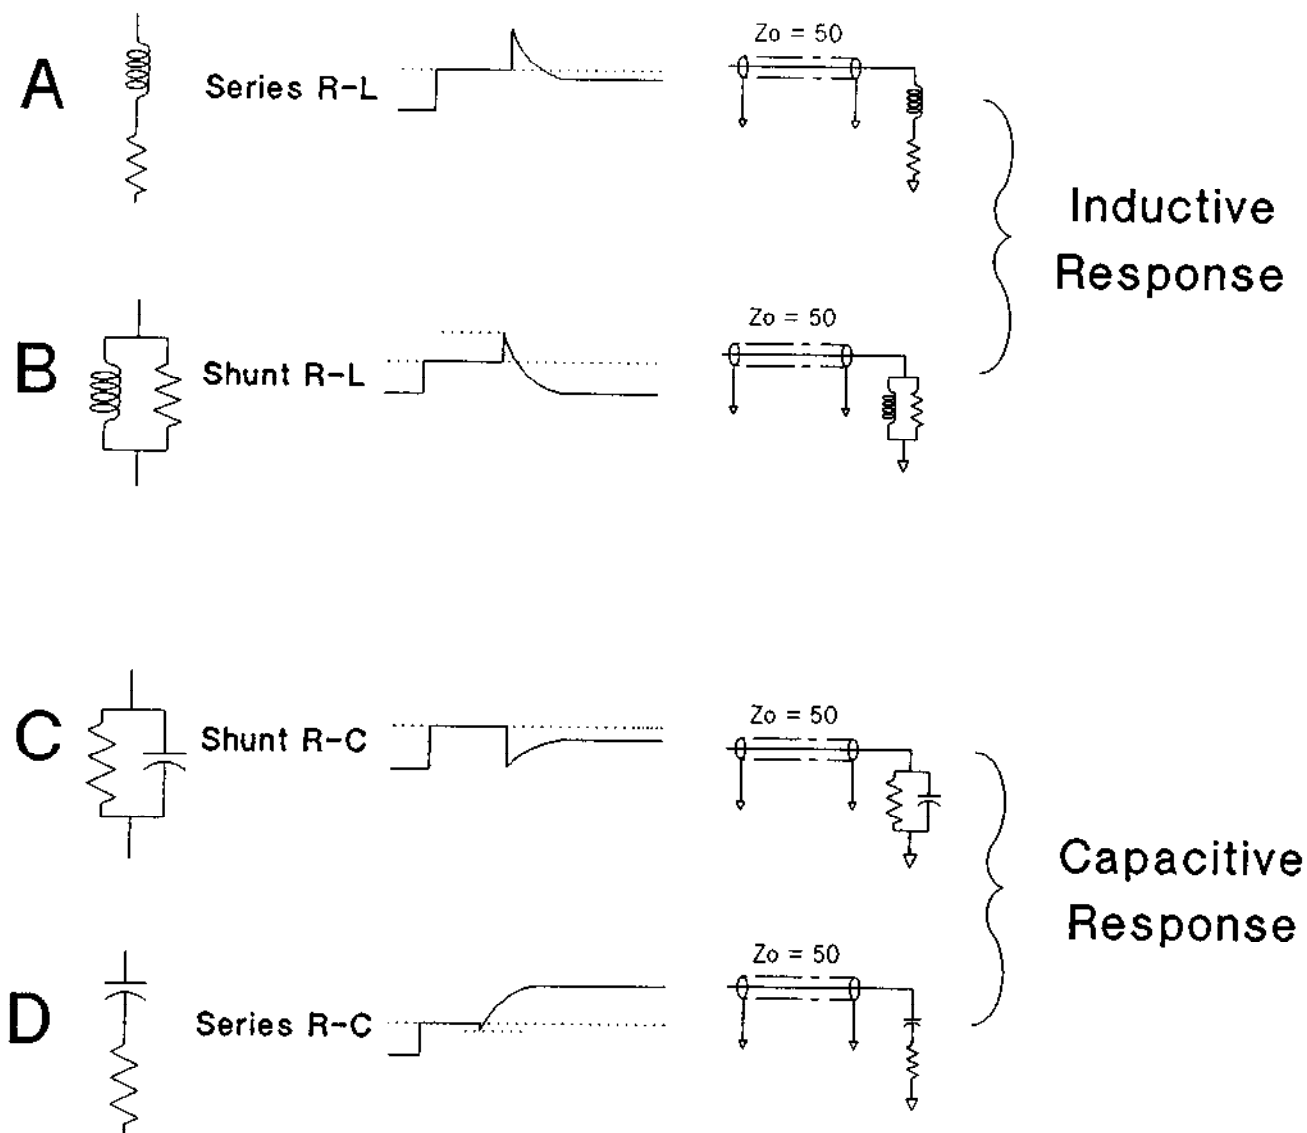 Zo = 50
A
Series R-L
Inductive
Response
Zo = 50
B
Shunt R-L
Zo = 50
C
Shunt R-C
Capacitive
Response
Zo = 50
D
Series R-C